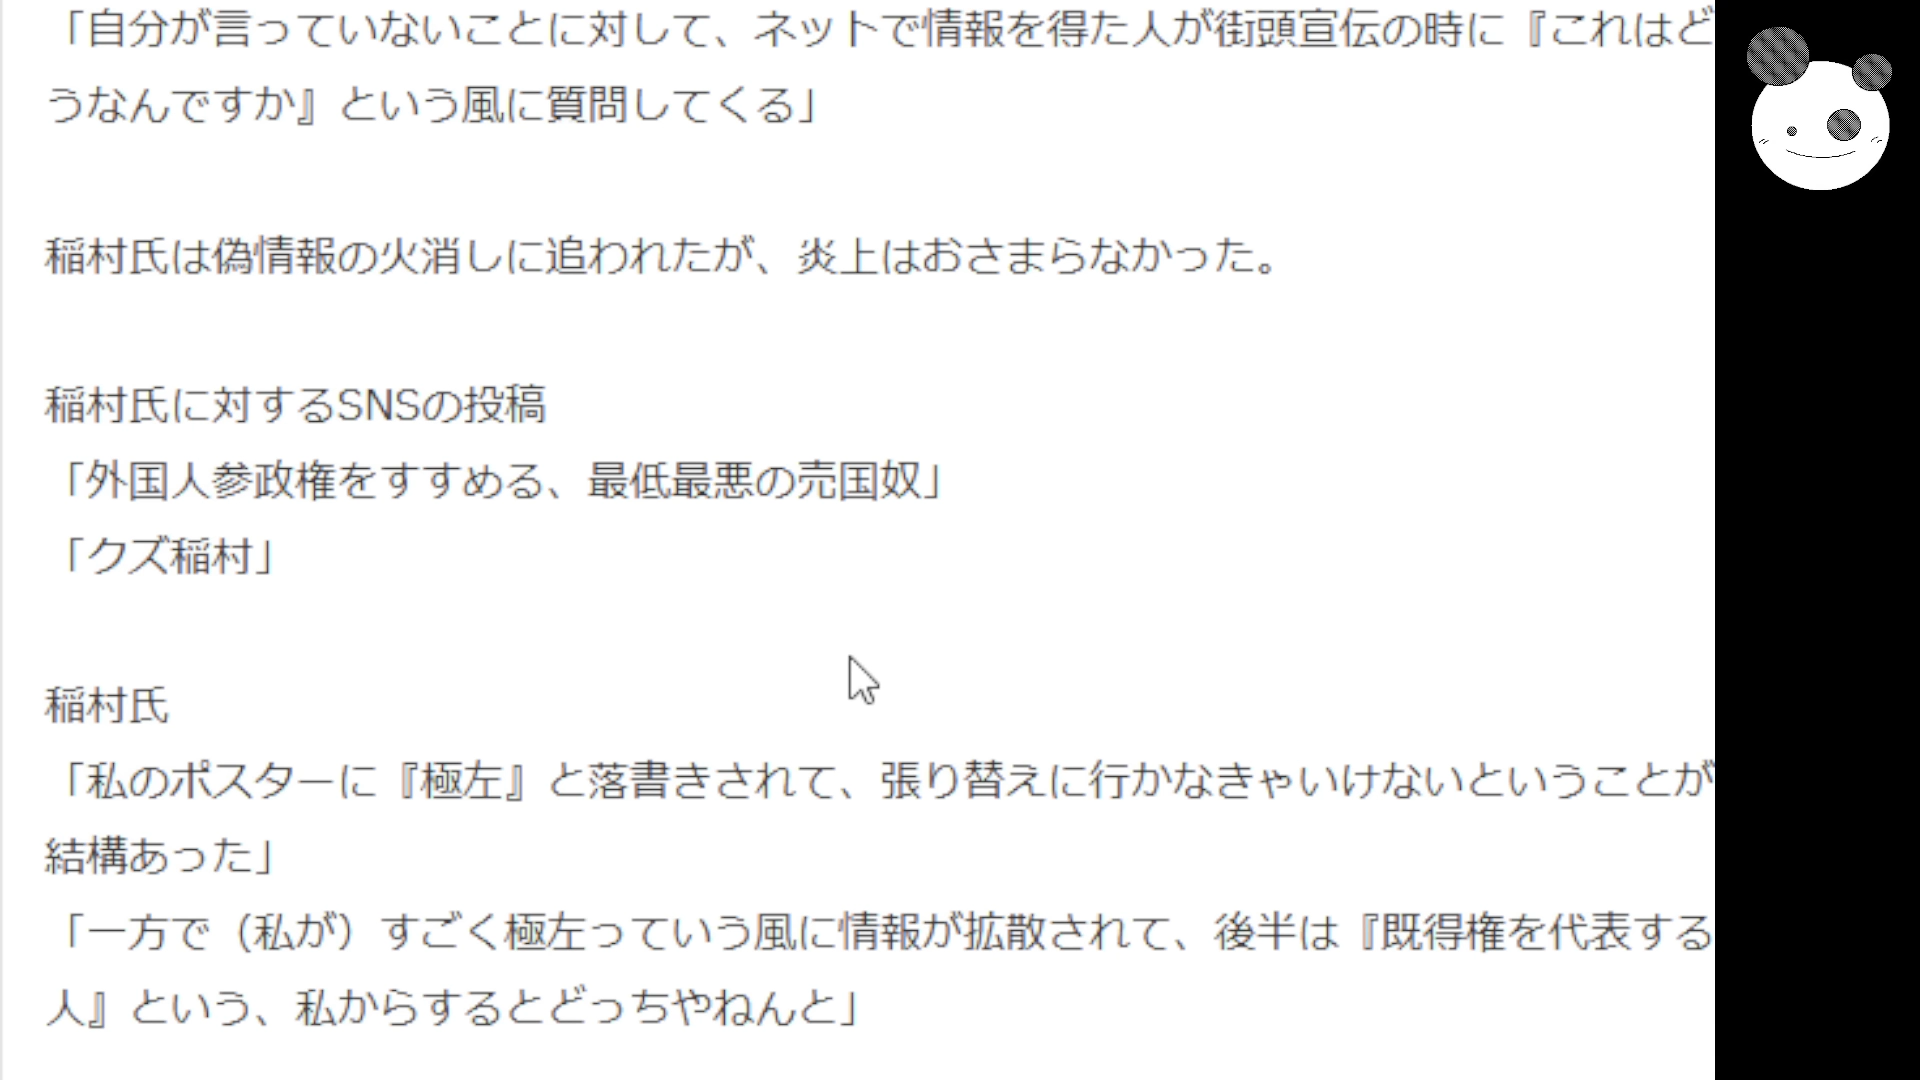 「自分が言っていないことに対して、ネットで情報を得た人が街頭宣伝の時に『これはど
うなんですか』という風に質問してくる」
稲村氏は偽情報の火消しに追われたが、炎上はおさまらなかった。
稲村氏に対するSNSの投稿
「外国人参政権をすすめる、最低最悪の売国奴」
「クズ稲村」
稲村氏
「私のポスターに『極左』と落書きされて、張り替えに行かなきゃいけないということが
結構あった」
「一方で（私が）すごく極左っていう風に情報が拡散されて、後半は『既得権を代表する
人』という、私からするとどっちやねんと」